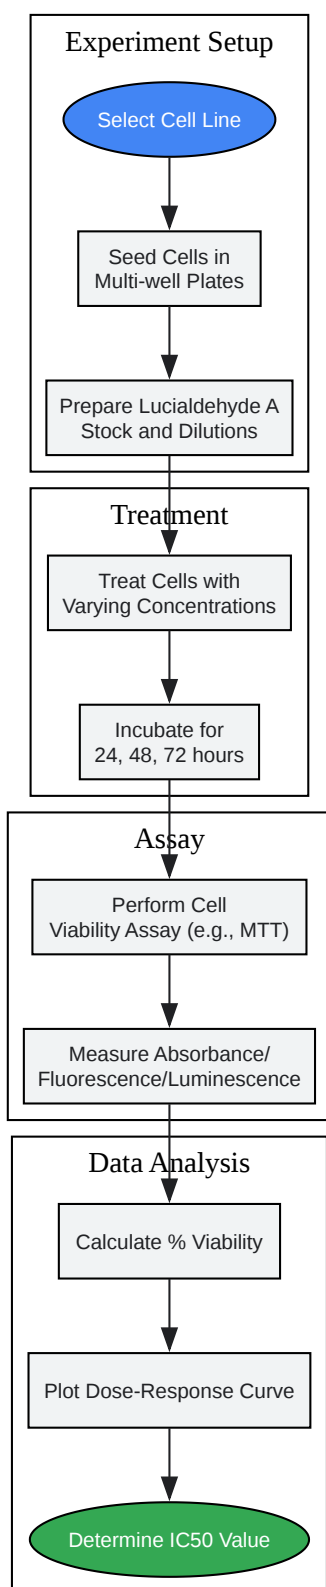 Experiment Setup
Select Cell Line
Seed Cells in
Multi-well Plates
Prepare Lucialdehyde A
Stock and Dilutions
Treatment
Treat Cells with
Varying Concentrations
Incubate for
24, 48, 72 hours
Assay
Perform Cell
Viability Assay (e.g., MTT)
Measure Absorbance/
Fluorescence/Luminescence
Data Analysis
Calculate % Viability
Plot Dose-Response Curve
Determine IC50 Value